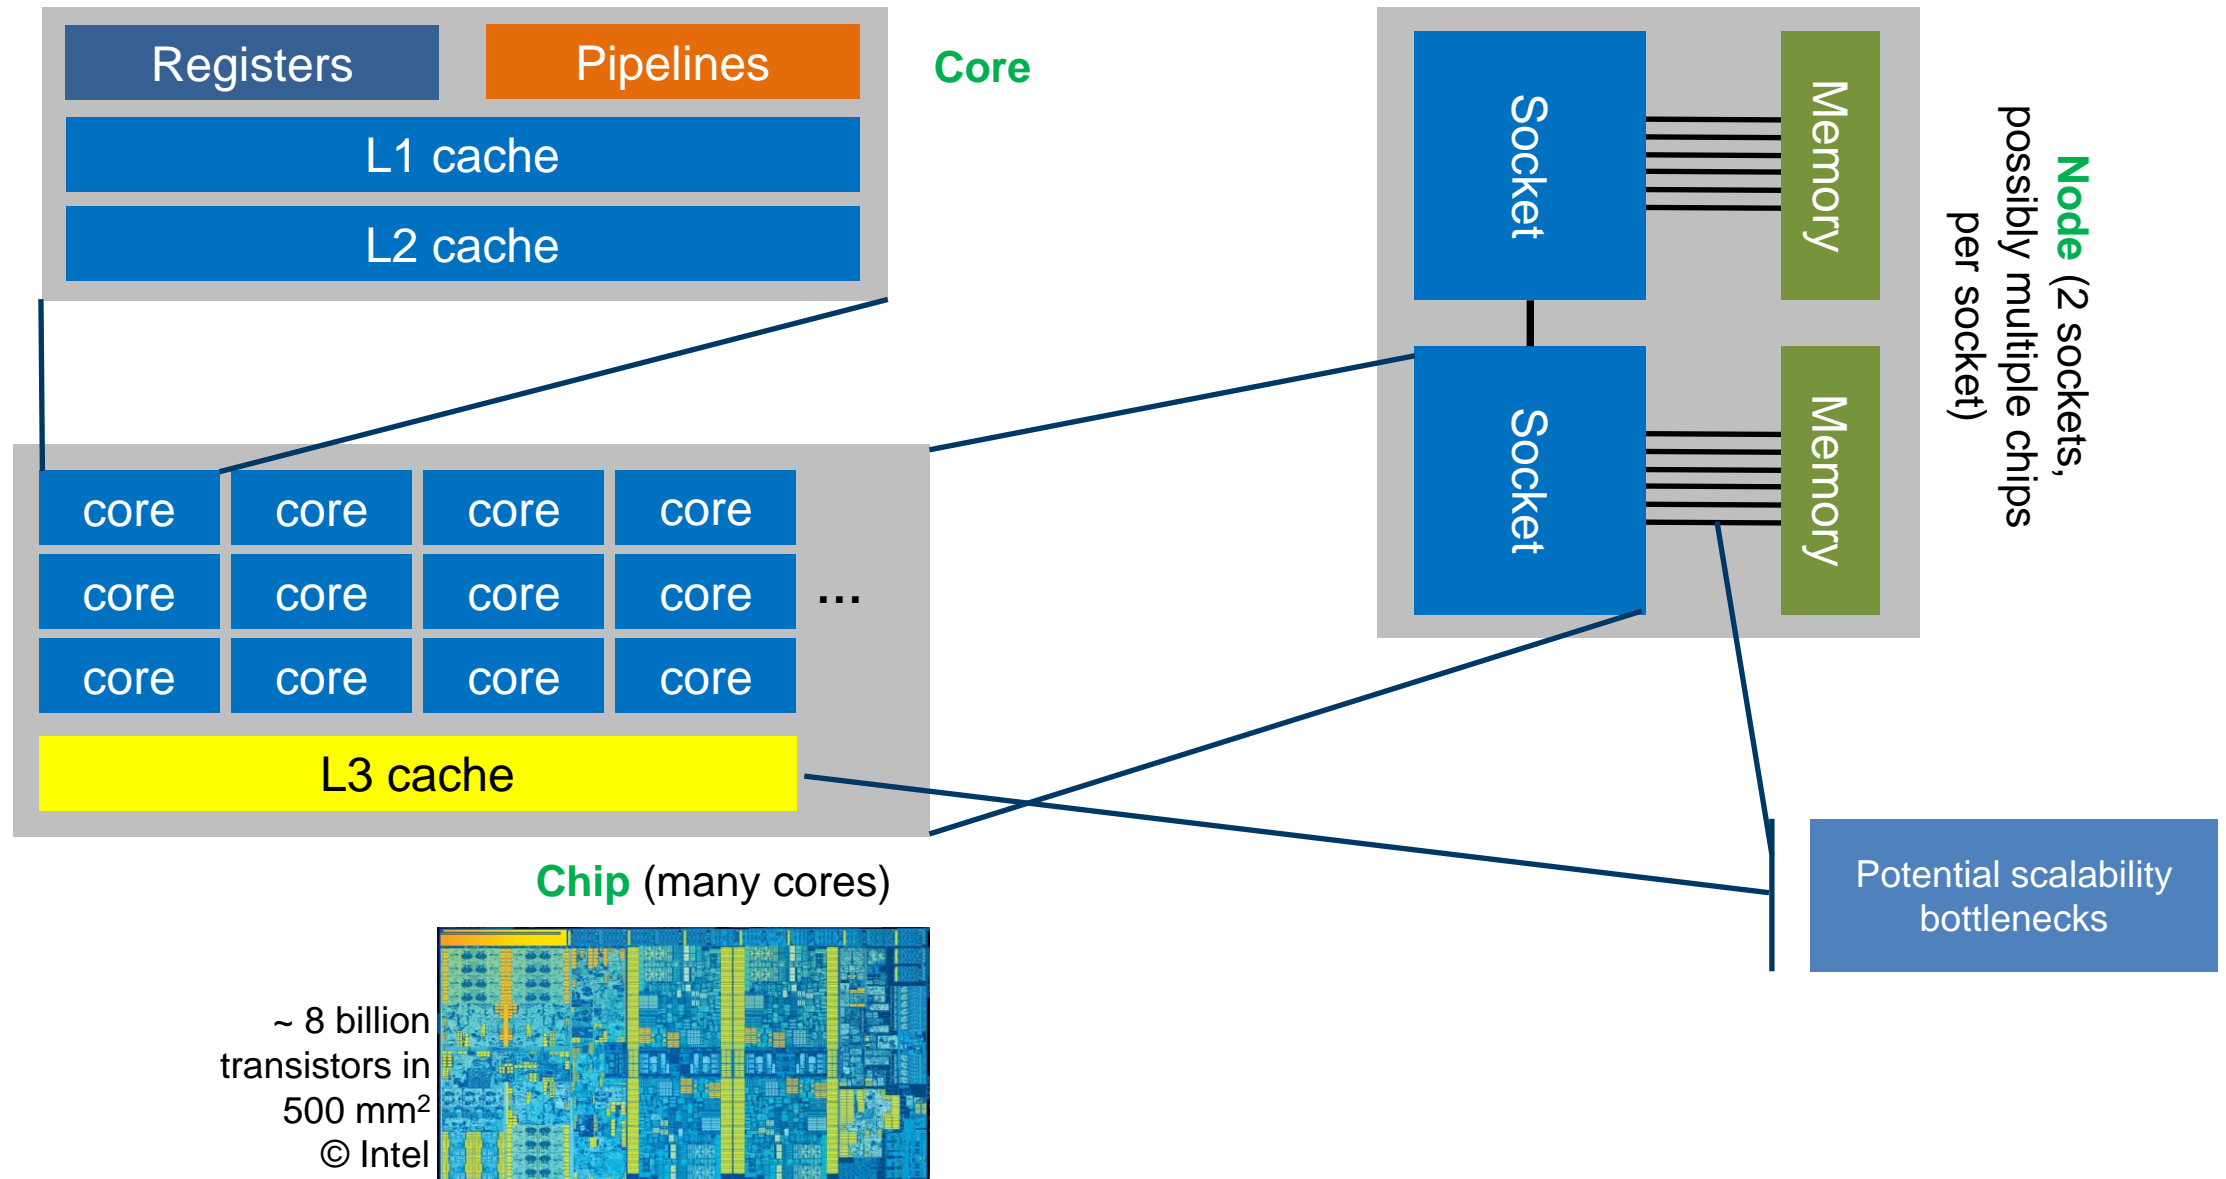 Registers
Pipelines
Core
L1 cache
L2 cache
Socket
Memory
Socket
Memory
Node (2 sockets,
possibly multiple chips
per socket)
core core core core
core core core core ...
core core core core
L3 cache
Chip (many cores)
Potential scalability
bottlenecks
~ 8 billion
transistors in
500 mm²
© Intel